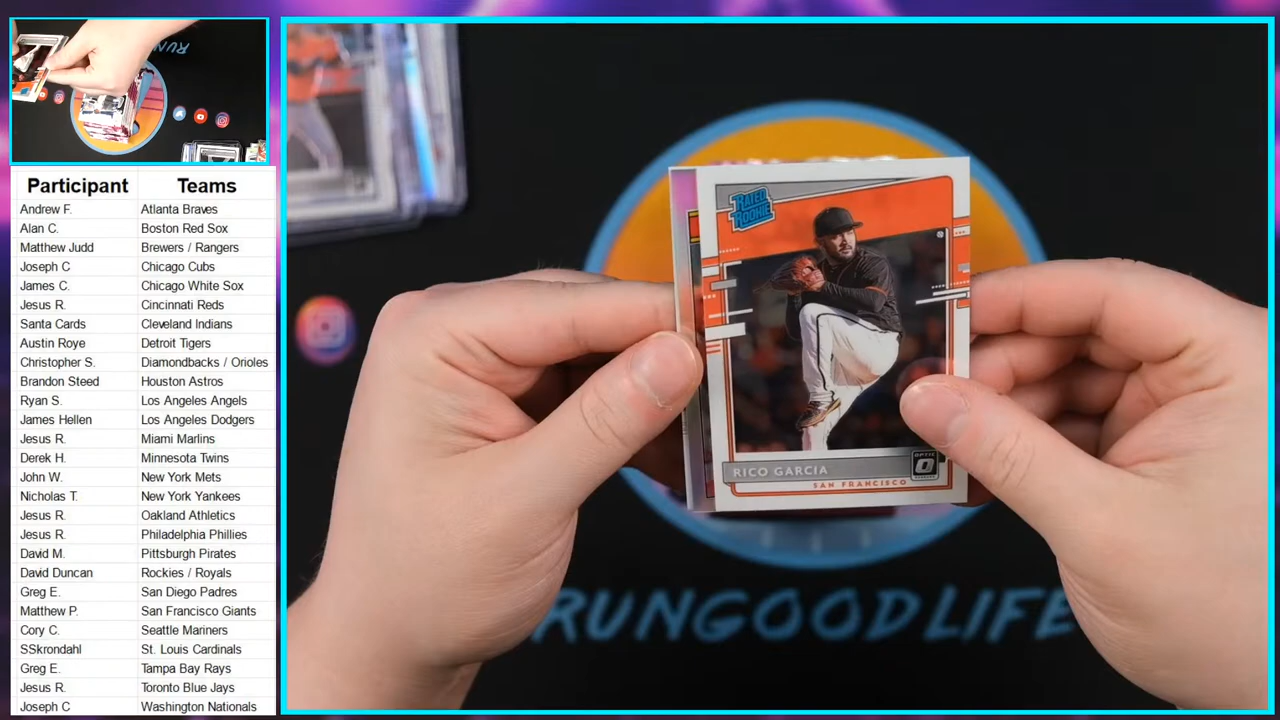 Participant Teams
Andrew F. Atlanta Braves
Alan C. Boston Red Sox
Matthew Judd Brewers / Rangers
Joseph C Chicago Cubs
James C. Chicago White Sox
Jesus R. Cincinnati Reds
Santa Cards Cleveland Indians
Austin Roye Detroit Tigers
Christopher S. Diamondbacks / Orioles
Brandon Steed Houston Astros
Ryan S. Los Angeles Angels
James Hellen Los Angeles Dodgers
Jesus R. Miami Marlins
Derek H. Minnesota Twins
John W. New York Mets
Nicholas T. New York Yankees
Jesus R. Oakland Athletics
Jesus R. Philadelphia Phillies
David M. Pittsburgh Pirates
David Duncan Rockies / Royals
Greg E. San Diego Padres
Matthew P. San Francisco Giants
Cory C. Seattle Mariners
SSkrondahl St. Louis Cardinals
Greg E. Tampa Bay Rays
Jesus R. Toronto Blue Jays
Joseph C Washington Nationals
RATED
ROOKIE
RICO GARCIA
OPTIC
SAN FRANCISCO
RUNGOODLIFE